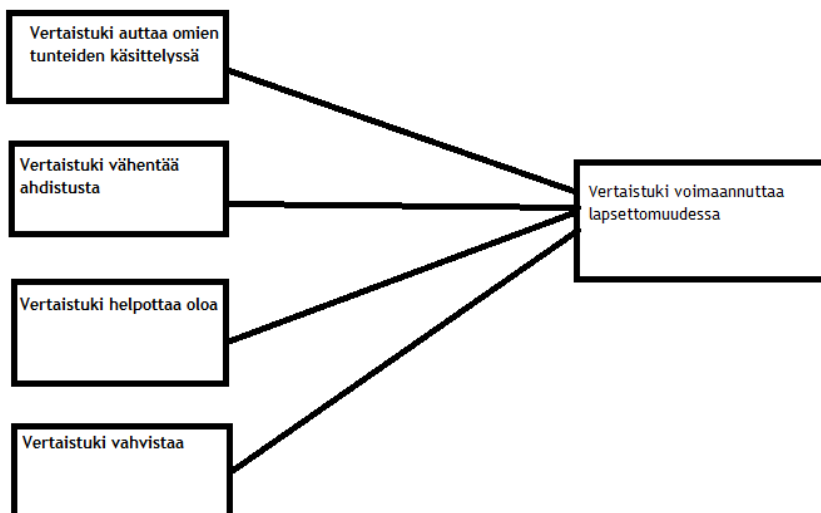 Vertaistuki auttaa omien
tunteiden käsittelyssä
Vertaistuki vähentää
ahdistusta
Vertaistuki helpottaa oloa
Vertaistuki vahvistaa
Vertaistuki voimaannuttaa
lapsettomuudessa